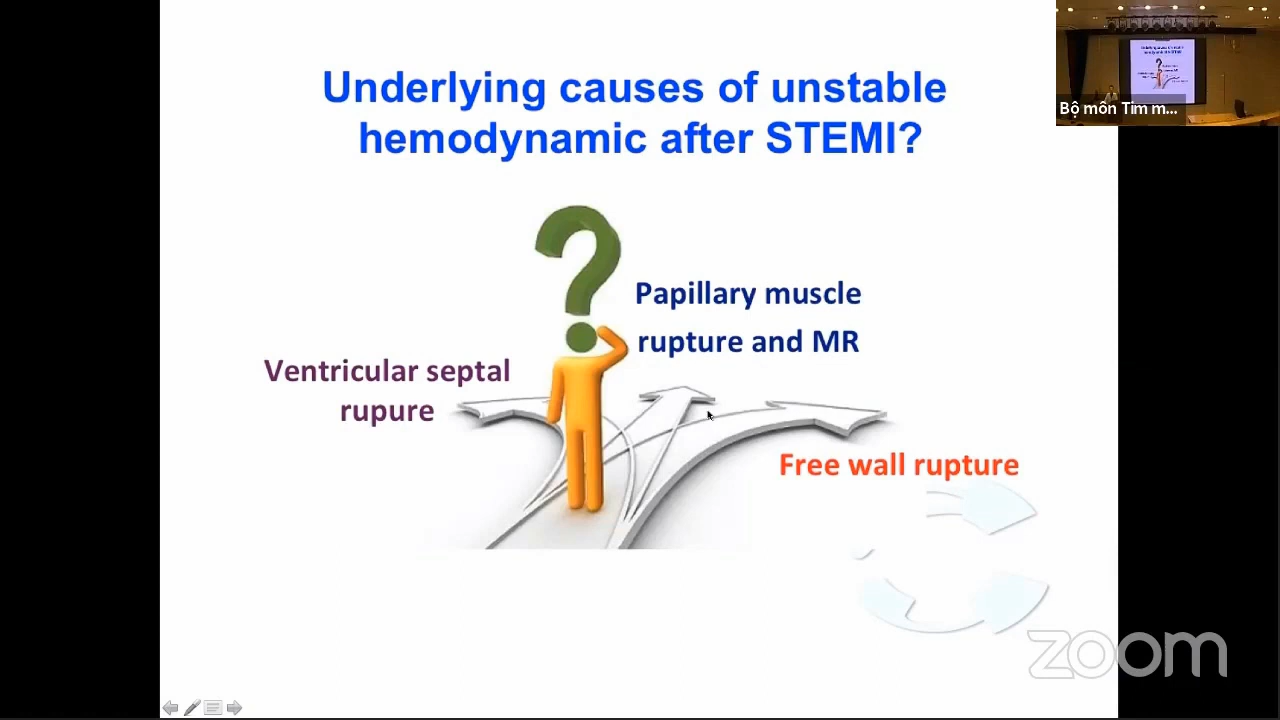 Underlying causes of unstable
hemodynamic after STEMI?
Bộ môn Tim m...
?
Papillary muscle
rupture and MR
Ventricular septal
rupure
Free wall rupture
zoom